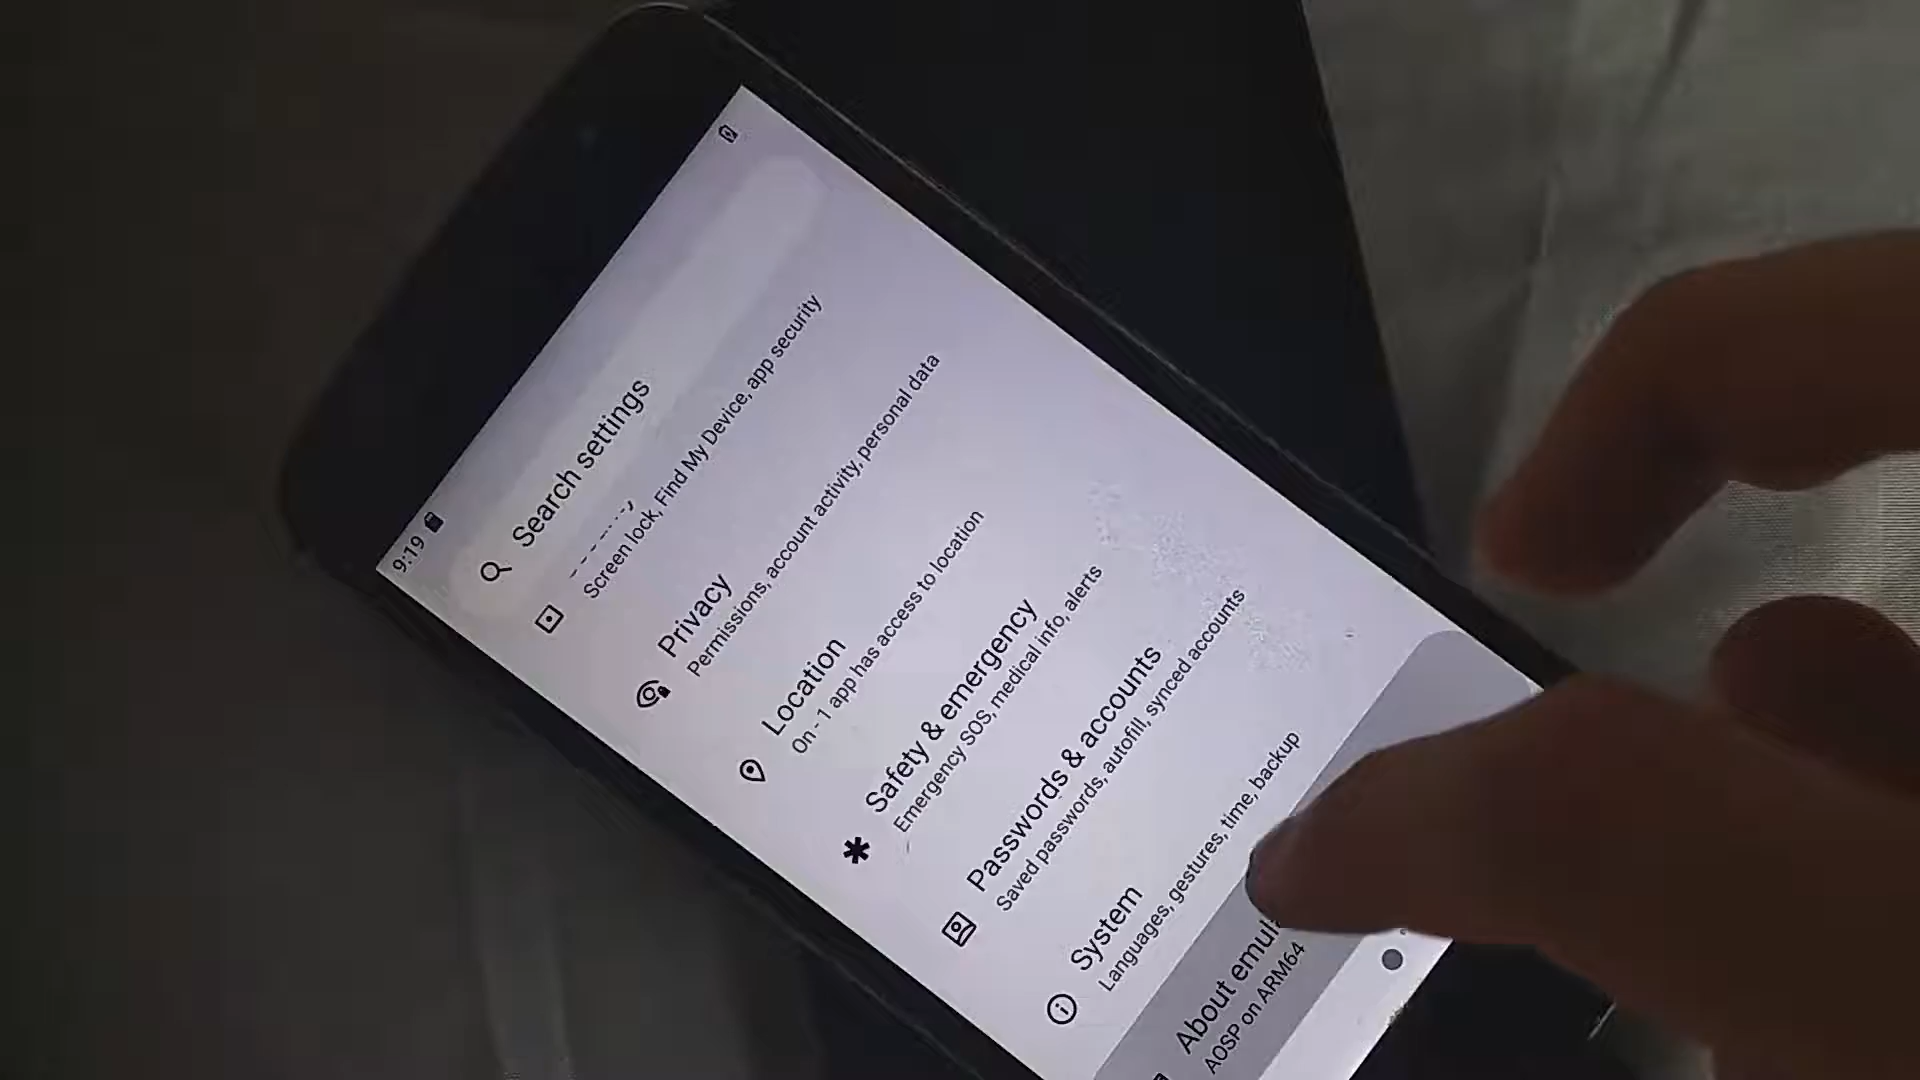 9:19
Search settings
Screen lock, Find My Device, app security
Privacy
Permissions, account activity, personal data
Location
On - 1 app has access to location
Safety & emergency
Emergency SOS, medical info, alerts
Passwords & accounts
Saved passwords, autofill, synced accounts
System
Languages, gestures, time, backup
About
AOSP on ARM64